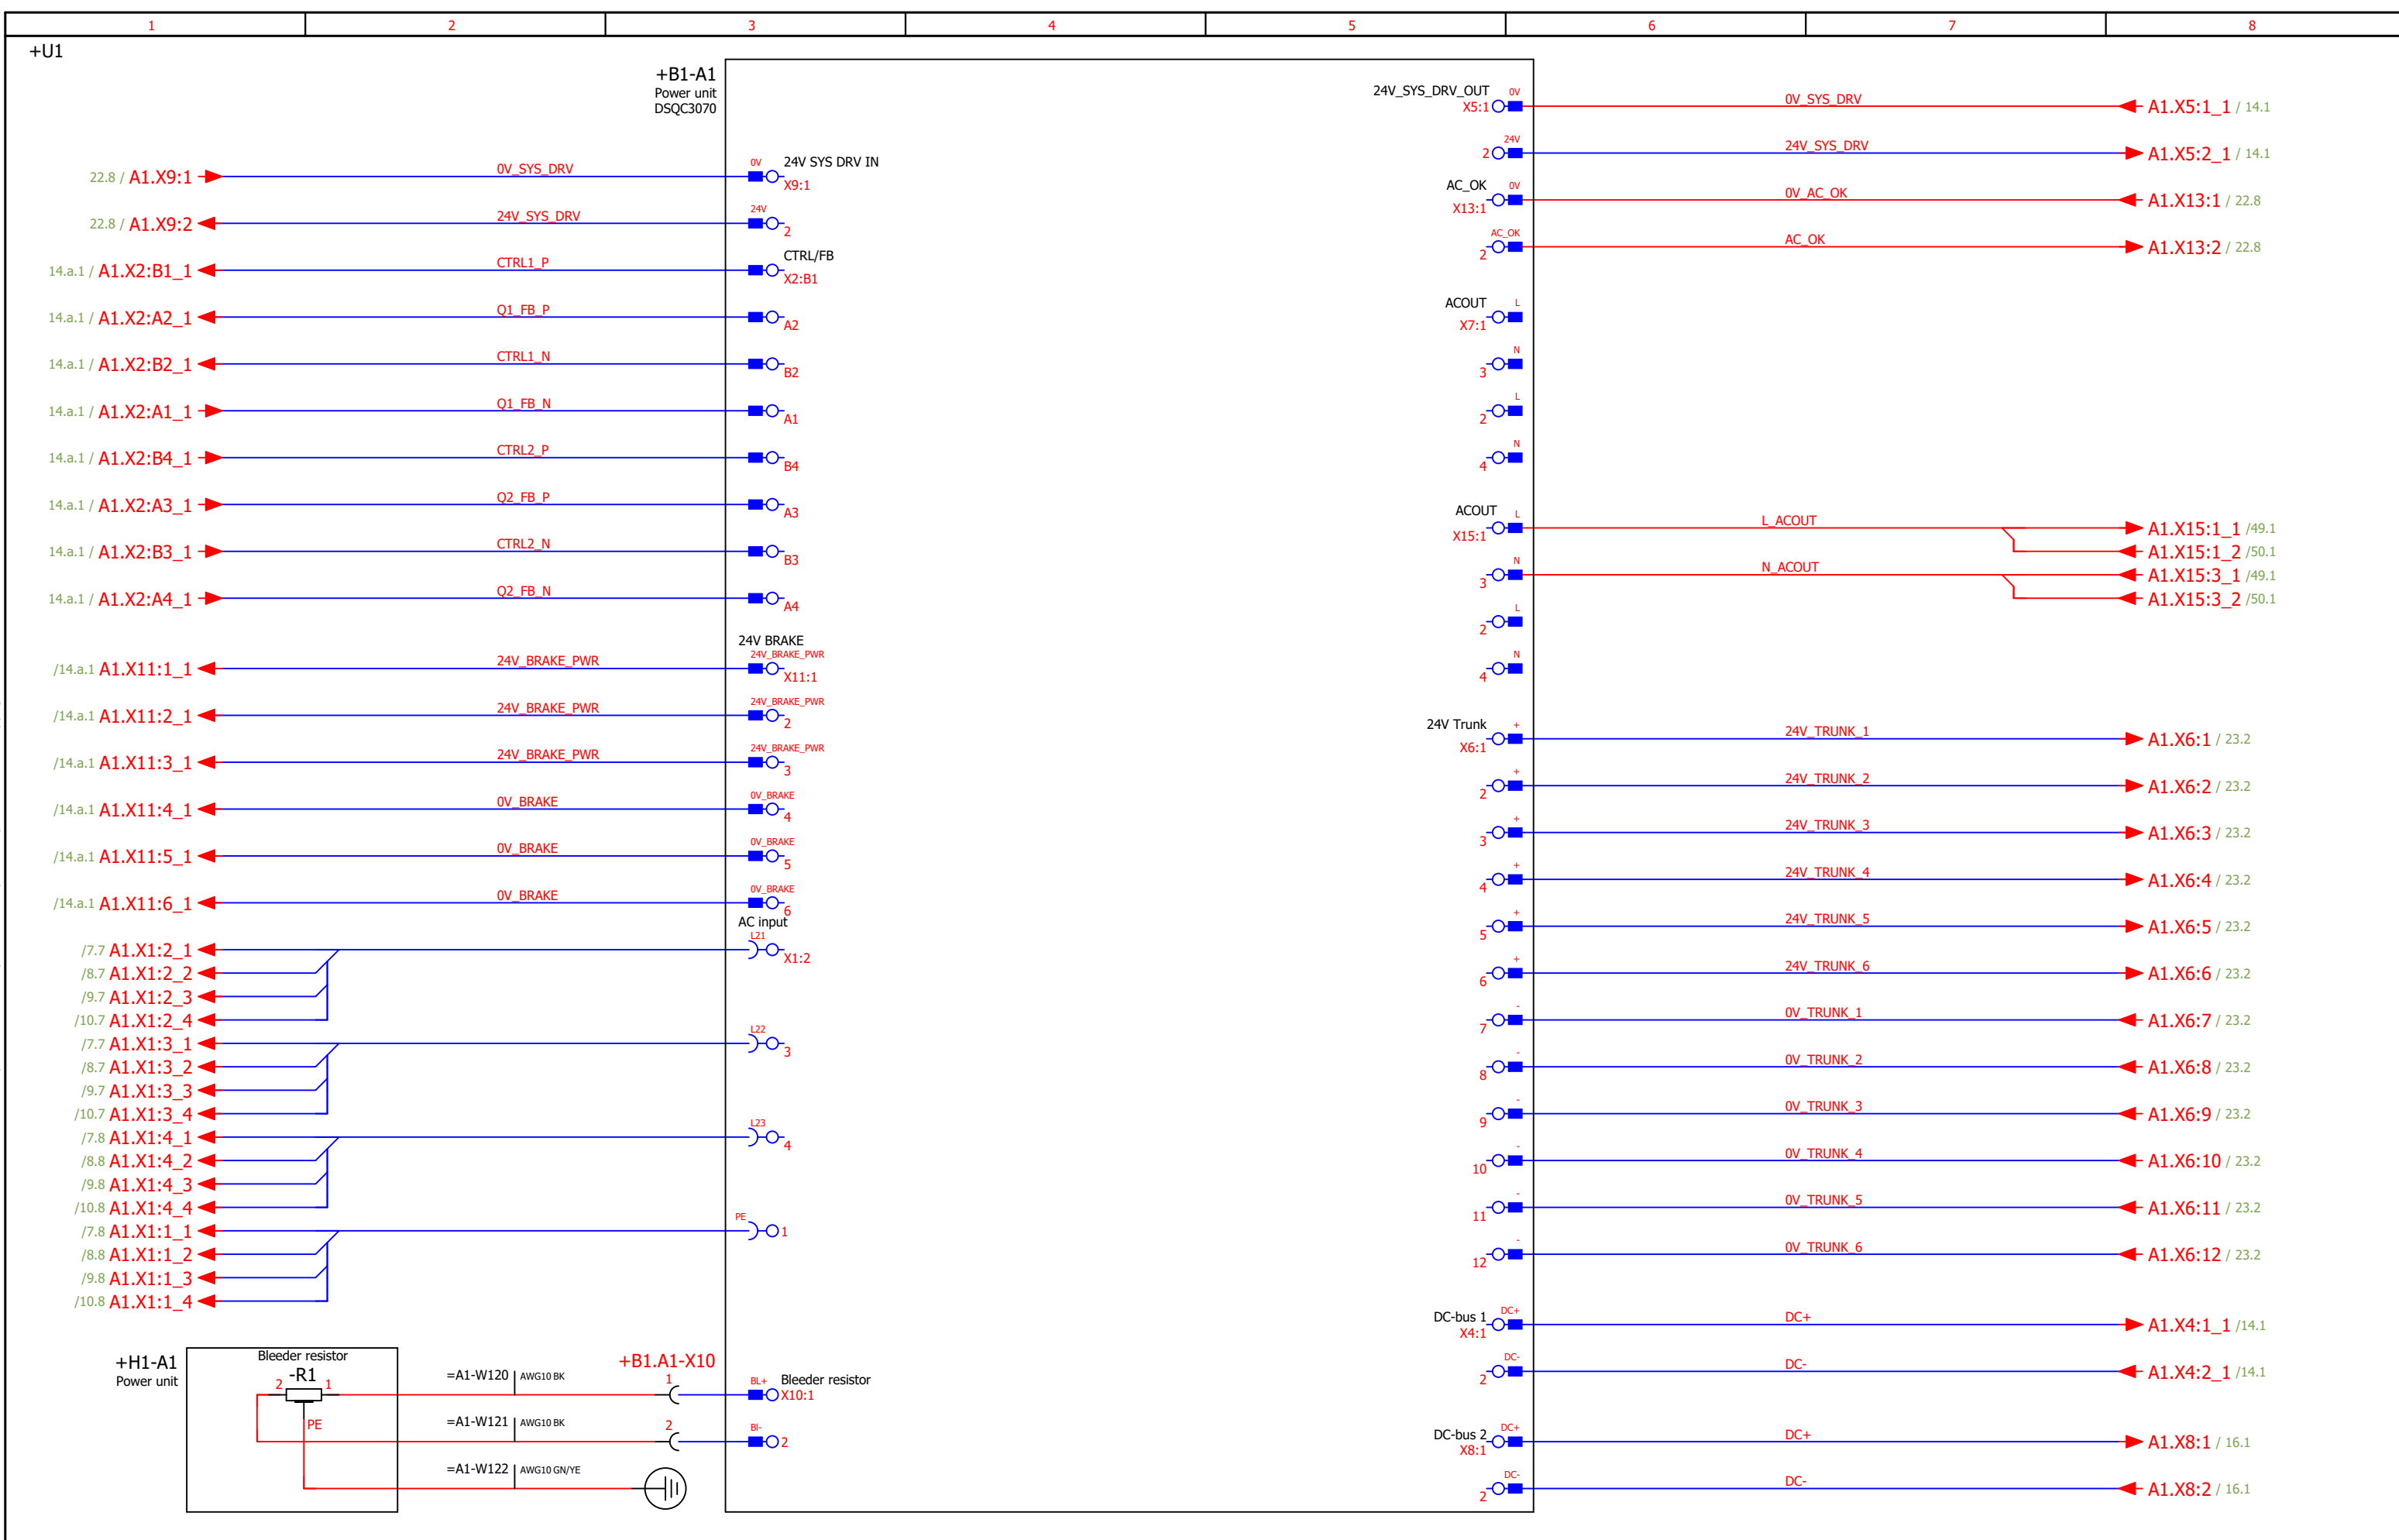 1 2 3 4 5 6 7 8
+U1
+B1-A1
Power unit
DSQC3070
22.8 / A1.X9:1 0V_SYS_DRV 0V 24V SYS DRV IN
X9:1
22.8 / A1.X9:2 24V_SYS_DRV 24V
2
14.a.1 / A1.X2:B1_1 CTRL1_P CTRL/FB
X2:B1
14.a.1 / A1.X2:A2_1 Q1_FB_P
A2
14.a.1 / A1.X2:B2_1 CTRL1_N
B2
14.a.1 / A1.X2:A1_1 Q1_FB_N
A1
14.a.1 / A1.X2:B4_1 CTRL2_P
B4
14.a.1 / A1.X2:A3_1 Q2_FB_P
A3
14.a.1 / A1.X2:B3_1 CTRL2_N
B3
14.a.1 / A1.X2:A4_1 Q2_FB_N
A4
24V BRAKE
/14.a.1 A1.X11:1_1 24V_BRAKE_PWR 24V_BRAKE_PWR
X11:1
/14.a.1 A1.X11:2_1 24V_BRAKE_PWR 24V_BRAKE_PWR
2
/14.a.1 A1.X11:3_1 24V_BRAKE_PWR 24V_BRAKE_PWR
3
/14.a.1 A1.X11:4_1 0V_BRAKE 0V_BRAKE
4
/14.a.1 A1.X11:5_1 0V_BRAKE 0V_BRAKE
5
/14.a.1 A1.X11:6_1 0V_BRAKE 0V_BRAKE
6
AC input
/7.7 A1.X1:2_1 L21
X1:2
/8.7 A1.X1:2_2
/9.7 A1.X1:2_3
/10.7 A1.X1:2_4
/7.7 A1.X1:3_1 L22
3
/8.7 A1.X1:3_2
/9.7 A1.X1:3_3
/10.7 A1.X1:3_4
/7.8 A1.X1:4_1 L23
4
/8.8 A1.X1:4_2
/9.8 A1.X1:4_3
/10.8 A1.X1:4_4
/7.8 A1.X1:1_1 PE 1
/8.8 A1.X1:1_2
/9.8 A1.X1:1_3
/10.8 A1.X1:1_4
+H1-A1
Power unit
Bleeder resistor
-R1
2 1
PE
+B1.A1-X10
=A1-W120 AWG10 BK 1 BL+ Bleeder resistor
X10:1
=A1-W121 AWG10 BK 2 Bl- 2
=A1-W122 AWG10 GN/YE
24V_SYS_DRV_OUT 0V
X5:1 0V_SYS_DRV A1.X5:1_1 / 14.1
24V
2 24V_SYS_DRV A1.X5:2_1 / 14.1
AC_OK 0V
X13:1 0V_AC_OK A1.X13:1 / 22.8
AC_OK
2 AC_OK A1.X13:2 / 22.8
ACOUT L
X7:1
N
3
L
2
N
4
ACOUT L
X15:1 L_ACOUT A1.X15:1_1 /49.1
A1.X15:1_2 /50.1
N
3 N_ACOUT A1.X15:3_1 /49.1
A1.X15:3_2 /50.1
L
2
N
4
24V Trunk +
X6:1 24V_TRUNK_1 A1.X6:1 / 23.2
+
2 24V_TRUNK_2 A1.X6:2 / 23.2
+
3 24V_TRUNK_3 A1.X6:3 / 23.2
+
4 24V_TRUNK_4 A1.X6:4 / 23.2
+
5 24V_TRUNK_5 A1.X6:5 / 23.2
+
6 24V_TRUNK_6 A1.X6:6 / 23.2
-
7 0V_TRUNK_1 A1.X6:7 / 23.2
-
8 0V_TRUNK_2 A1.X6:8 / 23.2
-
9 0V_TRUNK_3 A1.X6:9 / 23.2
-
10 0V_TRUNK_4 A1.X6:10 / 23.2
-
11 0V_TRUNK_5 A1.X6:11 / 23.2
-
12 0V_TRUNK_6 A1.X6:12 / 23.2
DC-bus 1 DC+
X4:1 DC+ A1.X4:1_1 /14.1
DC-
2 DC- A1.X4:2_1 /14.1
DC-bus 2 DC+
X8:1 DC+ A1.X8:1 / 16.1
DC-
2 DC- A1.X8:2 / 16.1